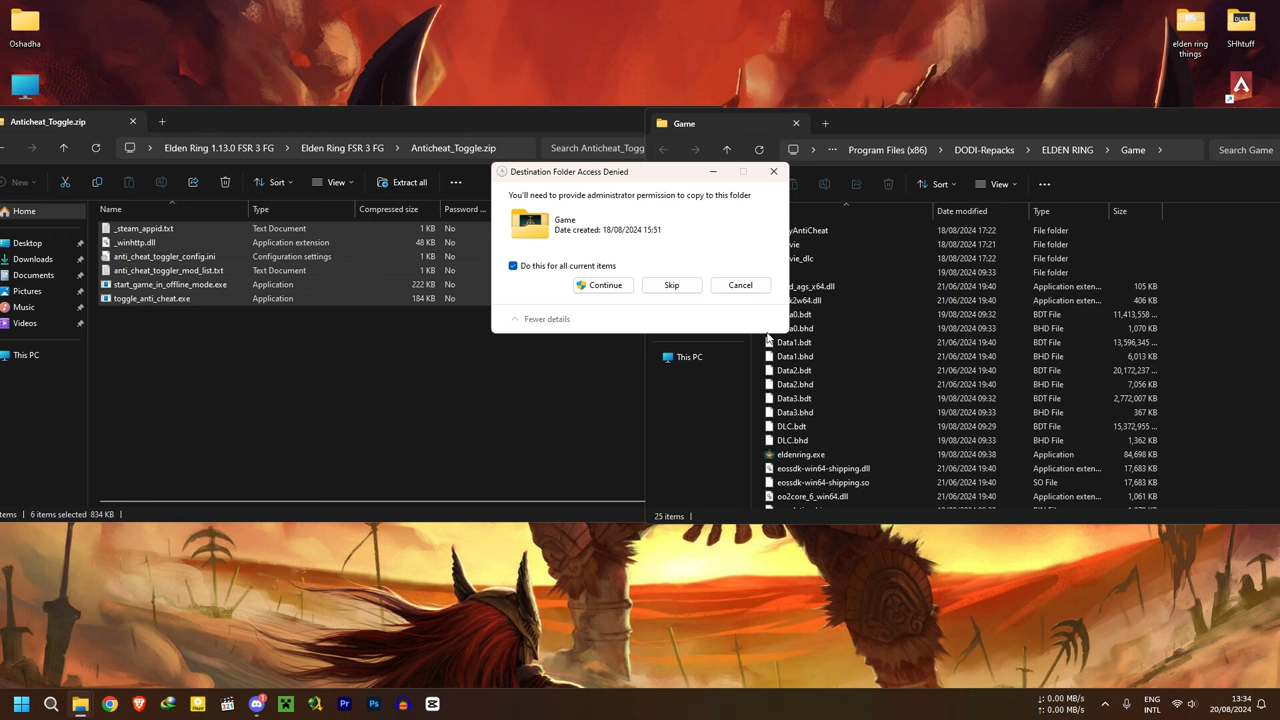 Oshadha
elden ring
things
SHhtuff
DLSS
Anticheat_Toggle.zip
Elden Ring 1.13.0 FSR 3 FG
Elden Ring FSR 3 FG
Anticheat_Toggle.zip
Search Anticheat_Togg
New
Sort
View
Extract all
Home
Desktop
Downloads
Documents
Pictures
Music
Videos
This PC
Name
Type
Compressed size
Password ...
_steam_appid.txt
Text Document
1 KB
No
_winhttp.dll
Application extension
48 KB
No
anti_cheat_toggler_config.ini
Configuration settings
1 KB
No
anti_cheat_toggler_mod_list.txt
Text Document
1 KB
No
start_game_in_offline_mode.exe
Application
222 KB
No
toggle_anti_cheat.exe
Application
184 KB
No
tems
6 items selected 834 KB
Destination Folder Access Denied
You'll need to provide administrator permission to copy to this folder
Game
Date created: 18/08/2024 15:51
Do this for all current items
Continue
Skip
Cancel
Fewer details
Game
Program Files (x86)
DODI-Repacks
ELDEN RING
Game
Search Game
Sort
View
This PC
Date modified
Type
Size
yAntiCheat
18/08/2024 17:22
File folder
vie
18/08/2024 17:21
File folder
vie_dlc
18/08/2024 17:22
File folder
19/08/2024 09:33
File folder
d_ags_x64.dll
21/06/2024 19:40
Application exten...
105 KB
k2w64.dll
21/06/2024 19:40
Application exten...
406 KB
a0.bdt
19/08/2024 09:32
BDT File
11,413,558 ...
a0.bhd
19/08/2024 09:33
BHD File
1,070 KB
Data1.bdt
21/06/2024 19:40
BDT File
13,596,345 ...
Data1.bhd
21/06/2024 19:40
BHD File
6,013 KB
Data2.bdt
21/06/2024 19:40
BDT File
20,172,237 ...
Data2.bhd
21/06/2024 19:40
BHD File
7,056 KB
Data3.bdt
19/08/2024 09:32
BDT File
2,772,007 KB
Data3.bhd
19/08/2024 09:33
BHD File
367 KB
DLC.bdt
19/08/2024 09:29
BDT File
15,372,955 ...
DLC.bhd
19/08/2024 09:33
BHD File
1,362 KB
eldenring.exe
19/08/2024 09:38
Application
84,698 KB
eossdk-win64-shipping.dll
21/06/2024 19:40
Application exten...
17,683 KB
eossdk-win64-shipping.so
21/06/2024 19:40
SO File
17,683 KB
oo2core_6_win64.dll
21/06/2024 19:40
Application exten...
1,061 KB
25 items
Pr
Ps
1
↓: 0.00 MB/s
↑: 0.00 MB/s
ENG
INTL
13:34
20/08/2024